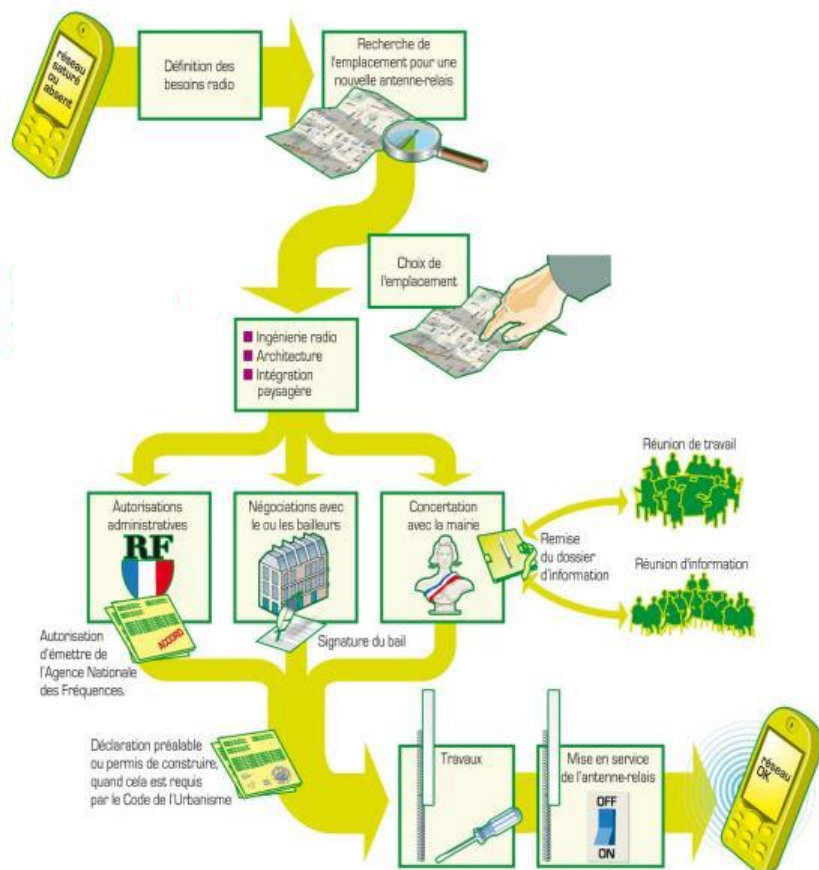 réseau
saturé
ou
absent
Définition des
besoins radio
Recherche de
l'emplacement pour une
nouvelle antenne-relais
Choix de
l'emplacement
Ingénierie radio
Architecture
Intégration
paysagère
Autorisations
administratives
RF
ACCORD
Autorisation
d'émettre de
l'Agence Nationale
des Fréquences.
Négociations avec
le ou les bailleurs
Signature du bail
Concertation
avec la mairie
Remise
du dossier
d'information
Réunion de travail
Réunion d'information
Déclaration préalable
ou permis de construire,
quand cela est requis
par le Code de l'Urbanisme
Travaux
Mise en service
de l'antenne-relais
OFF
ON
réseau
OK